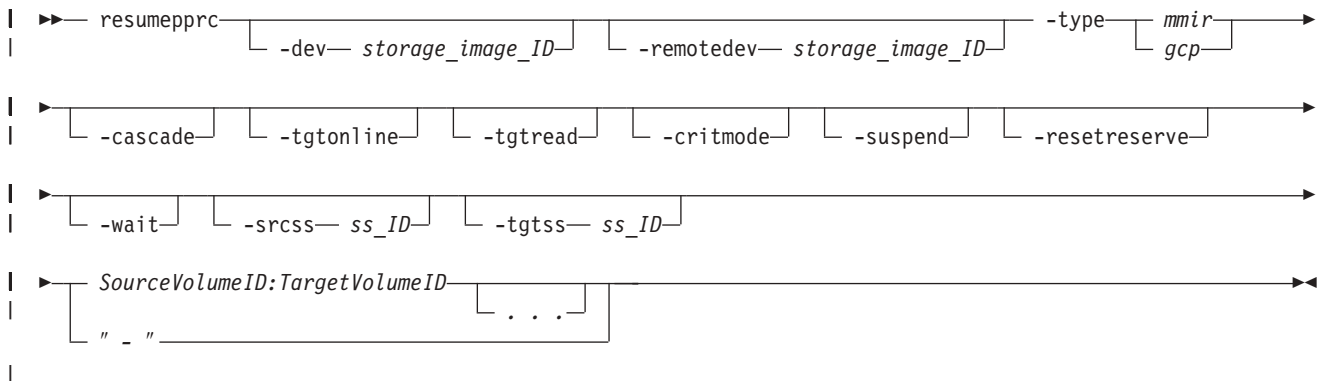 resumepprc -dev storage_image_ID -remotedev storage_image_ID -type mmir
gcp
-cascade -tgtonline -tgtread -critmode -suspend -resetreserve
-wait -srcss ss_ID -tgtss ss_ID
SourceVolumeID:TargetVolumeID . . .
" - "